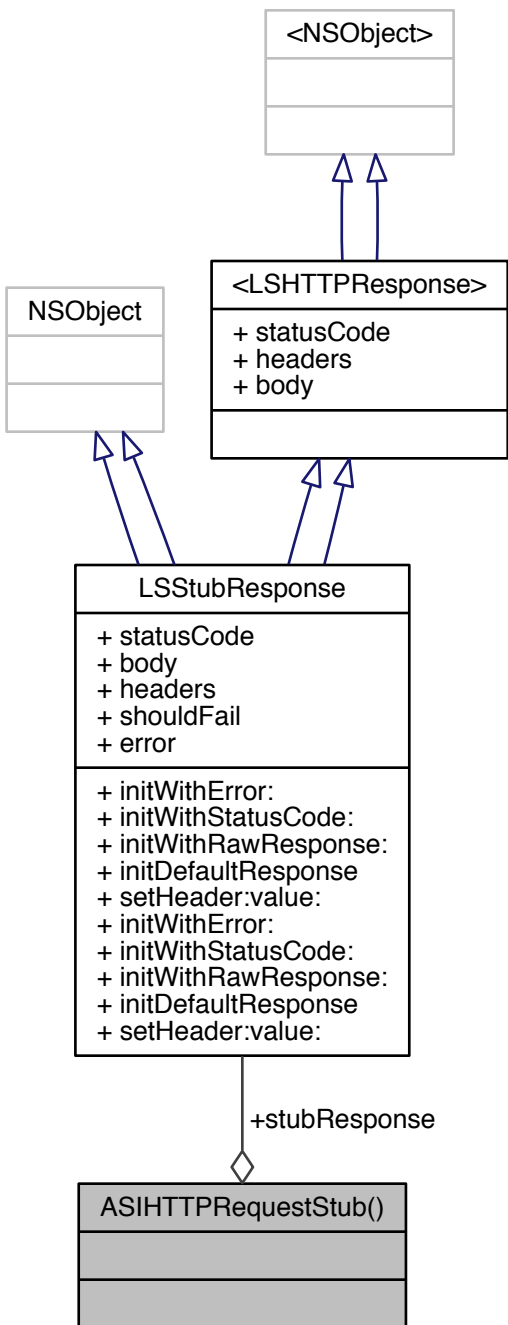 <NSObject>
<LSHTTPResponse>
+ statusCode
+ headers
+ body
NSObject
LSStubResponse
+ statusCode
+ body
+ headers
+ shouldFail
+ error
+ initWithError:
+ initWithStatusCode:
+ initWithRawResponse:
+ initDefaultResponse
+ setHeader:value:
+ initWithError:
+ initWithStatusCode:
+ initWithRawResponse:
+ initDefaultResponse
+ setHeader:value:
+stubResponse
ASIHTTPRequestStub()